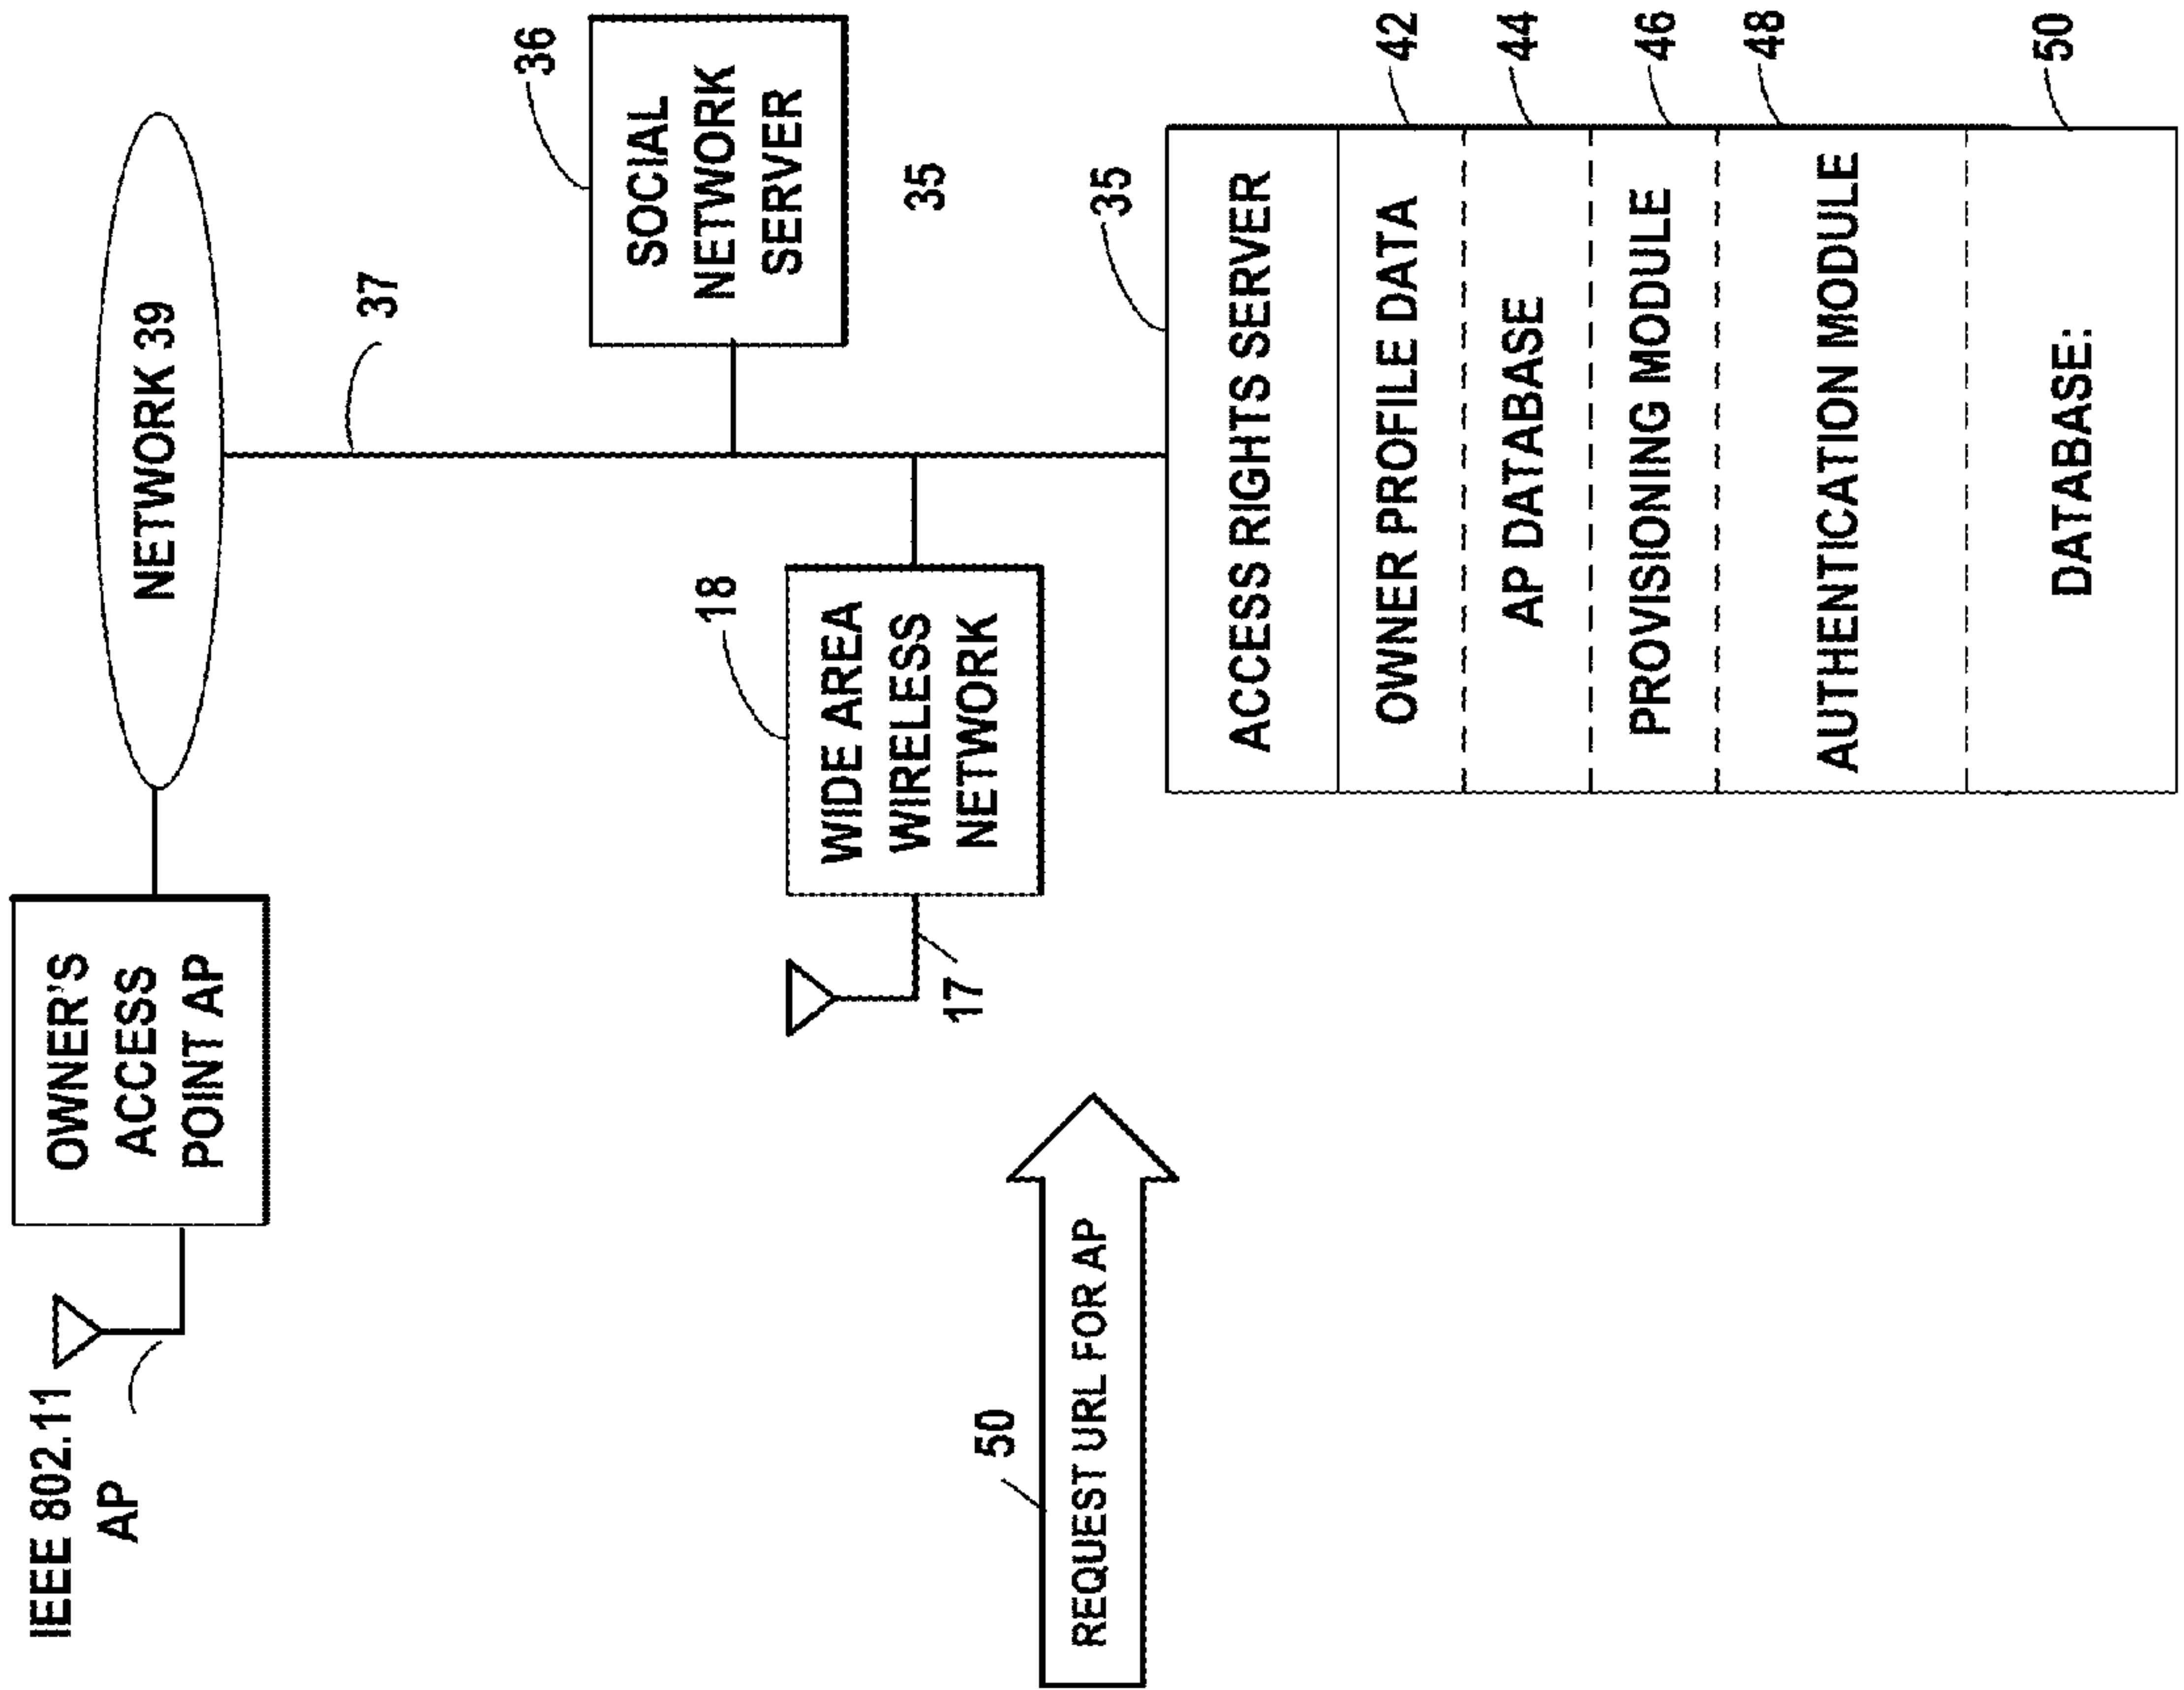 IEEE 802.11
AP
OWNER'S
ACCESS
POINT AP
NETWORK 39
37
36
SOCIAL
NETWORK
SERVER
35
18
WIDE AREA
WIRELESS
NETWORK
17
50
REQUEST URL FOR AP
35
ACCESS RIGHTS SERVER
OWNER PROFILE DATA
42
AP DATABASE
44
PROVISIONING MODULE
46
AUTHENTICATION MODULE
48
DATABASE:
50